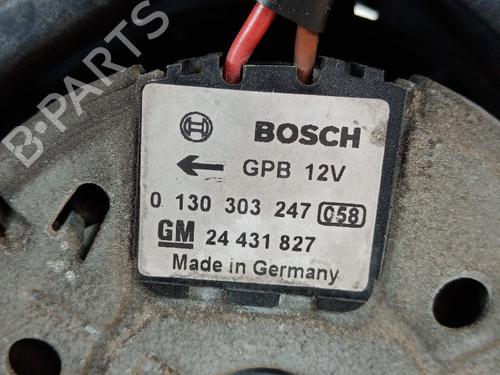 B-PARTS
BOSCH
GPB 12V
0 130 303 247 058
GM 24 431 827
Made in Germany